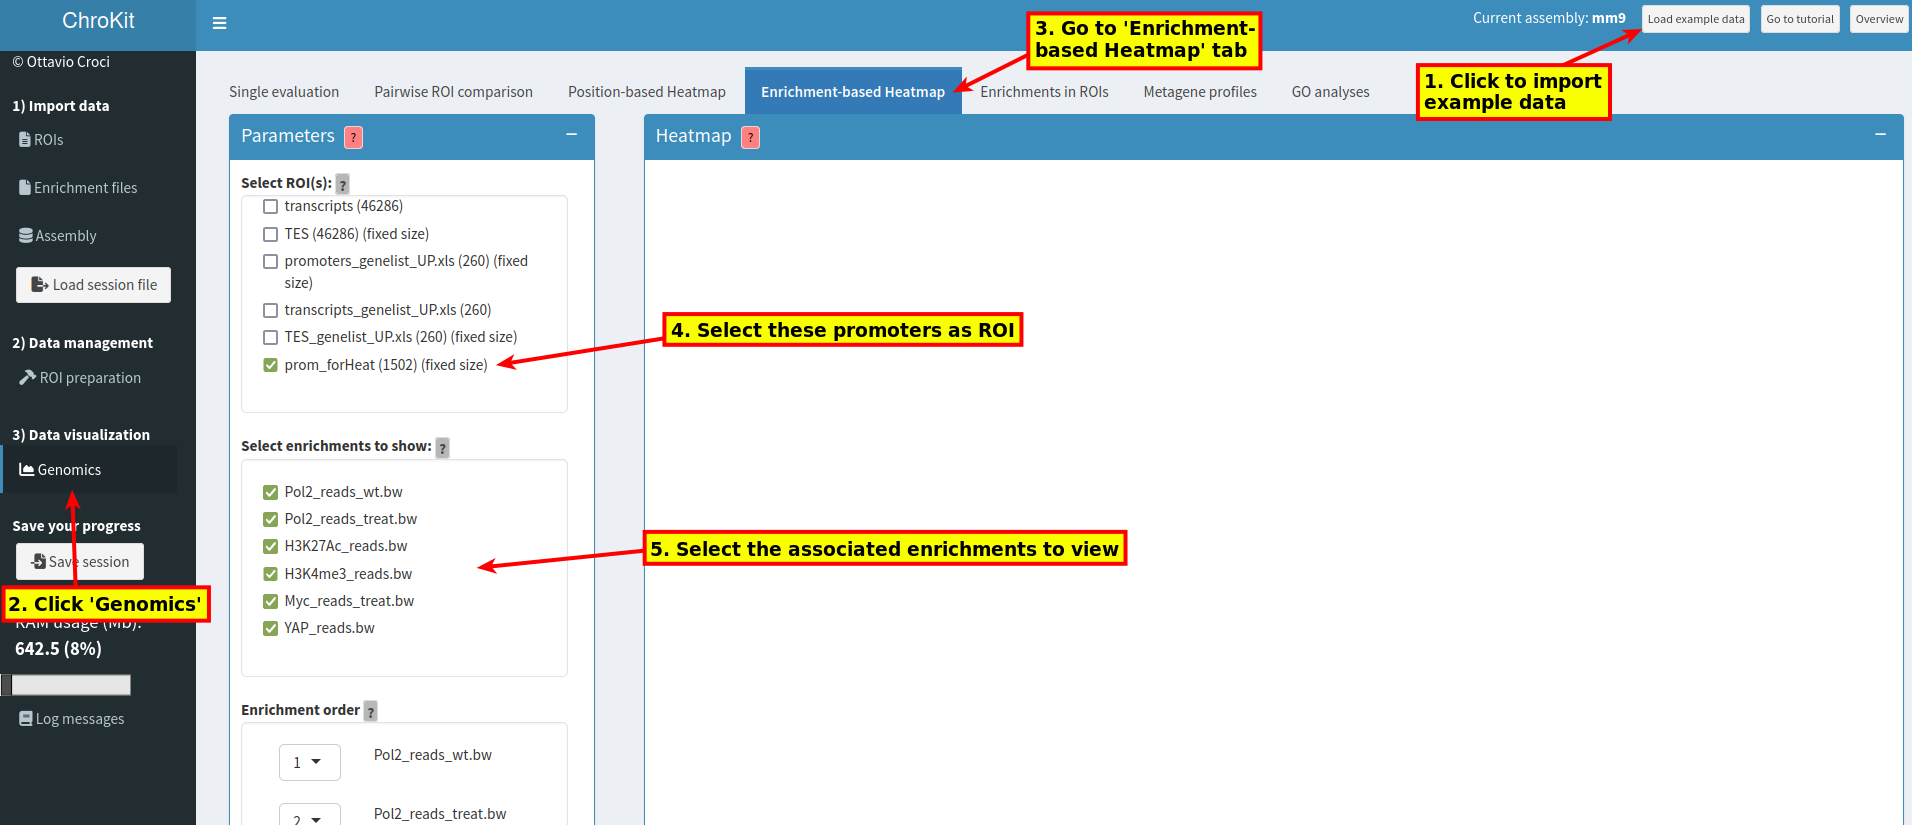 ChroKit
Current assembly: mm9
Load example data
Go to tutorial
Overview
3. Go to 'Enrichment-
based Heatmap' tab
1. Click to import
example data
© Ottavio Croci
1) Import data
ROIs
Enrichment files
Assembly
Load session file
2) Data management
ROI preparation
3) Data visualization
Genomics
Save your progress
Save session
2. Click 'Genomics'
RAM usage (Mb):
642.5 (8%)
Log messages
Single evaluation
Pairwise ROI comparison
Position-based Heatmap
Enrichment-based Heatmap
Enrichments in ROIs
Metagene profiles
GO analyses
Parameters ?
Select ROI(s): ?
transcripts (46286)
TES (46286) (fixed size)
promoters_genelist_UP.xls (260) (fixed
size)
transcripts_genelist_UP.xls (260)
TES_genelist_UP.xls (260) (fixed size)
prom_forHeat (1502) (fixed size)
4. Select these promoters as ROI
Select enrichments to show: ?
Pol2_reads_wt.bw
Pol2_reads_treat.bw
H3K27Ac_reads.bw
H3K4me3_reads.bw
Myc_reads_treat.bw
YAP_reads.bw
5. Select the associated enrichments to view
Enrichment order ?
1 Pol2_reads_wt.bw
2 Pol2_reads_treat.bw
Heatmap ?